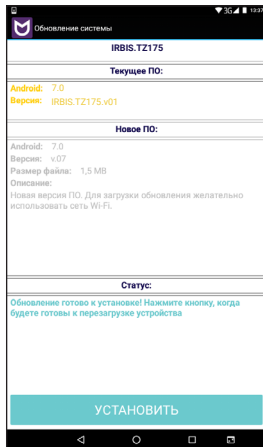 3G 13:37
Обновление системы
IRBIS.TZ175
Текущее ПО:
Android: 7.0
Версия: IRBIS.TZ175.v01
Новое ПО:
Android: 7.0
Версия: v.07
Размер файла: 1,5 MB
Описание:
Новая версия ПО. Для загрузки обновления желательно
использовать сеть Wi-Fi.
Статус:
Обновление готово к установке! Нажмите кнопку, когда
будете готовы к перезагрузке устройства
УСТАНОВИТЬ